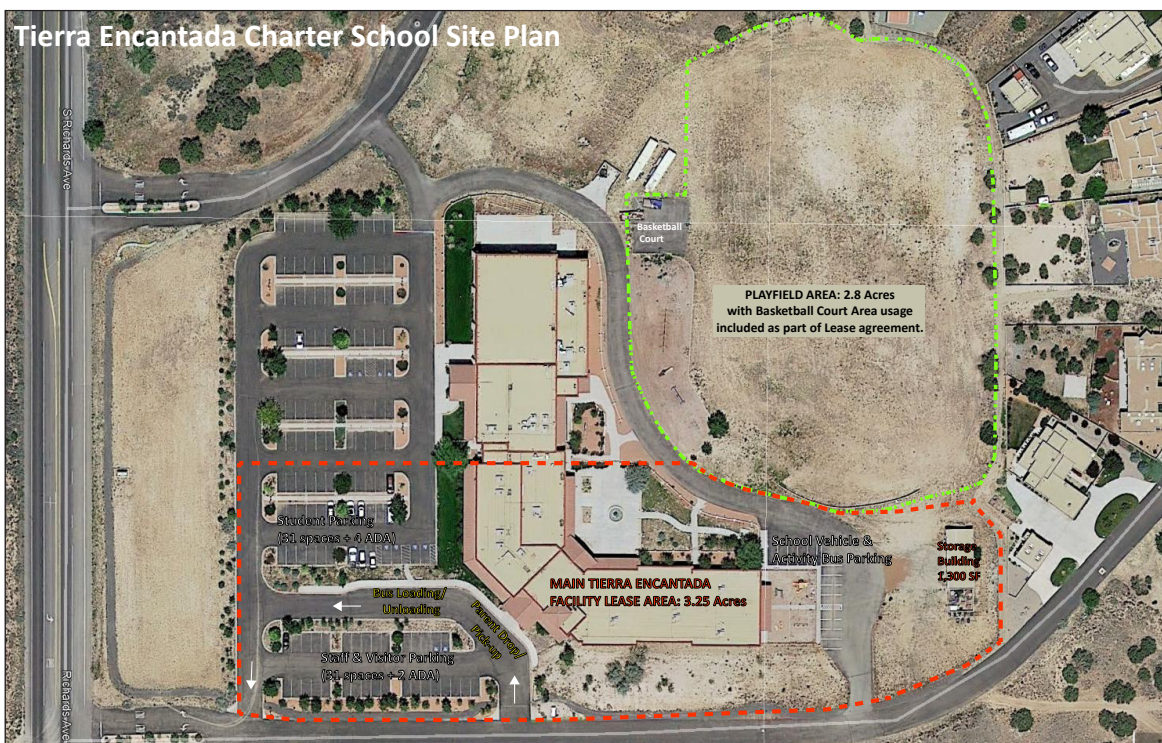 Tierra Encantada Charter School Site Plan
S Richards Ave
Basketball
Court
PLAYFIELD AREA: 2.8 Acres
with Basketball Court Area usage
included as part of Lease agreement.
Student Parking
(31 spaces + 4 ADA)
School Vehicle &
Activity Bus Parking
Storage
Building
1,300 SF
MAIN TIERRA ENCANTADA
FACILITY LEASE AREA: 3.25 Acres
Bus Loading/
Unloading
Parent Drop/
Pick-up
Staff & Visitor Parking
(31 spaces + 2 ADA)
Richards Ave